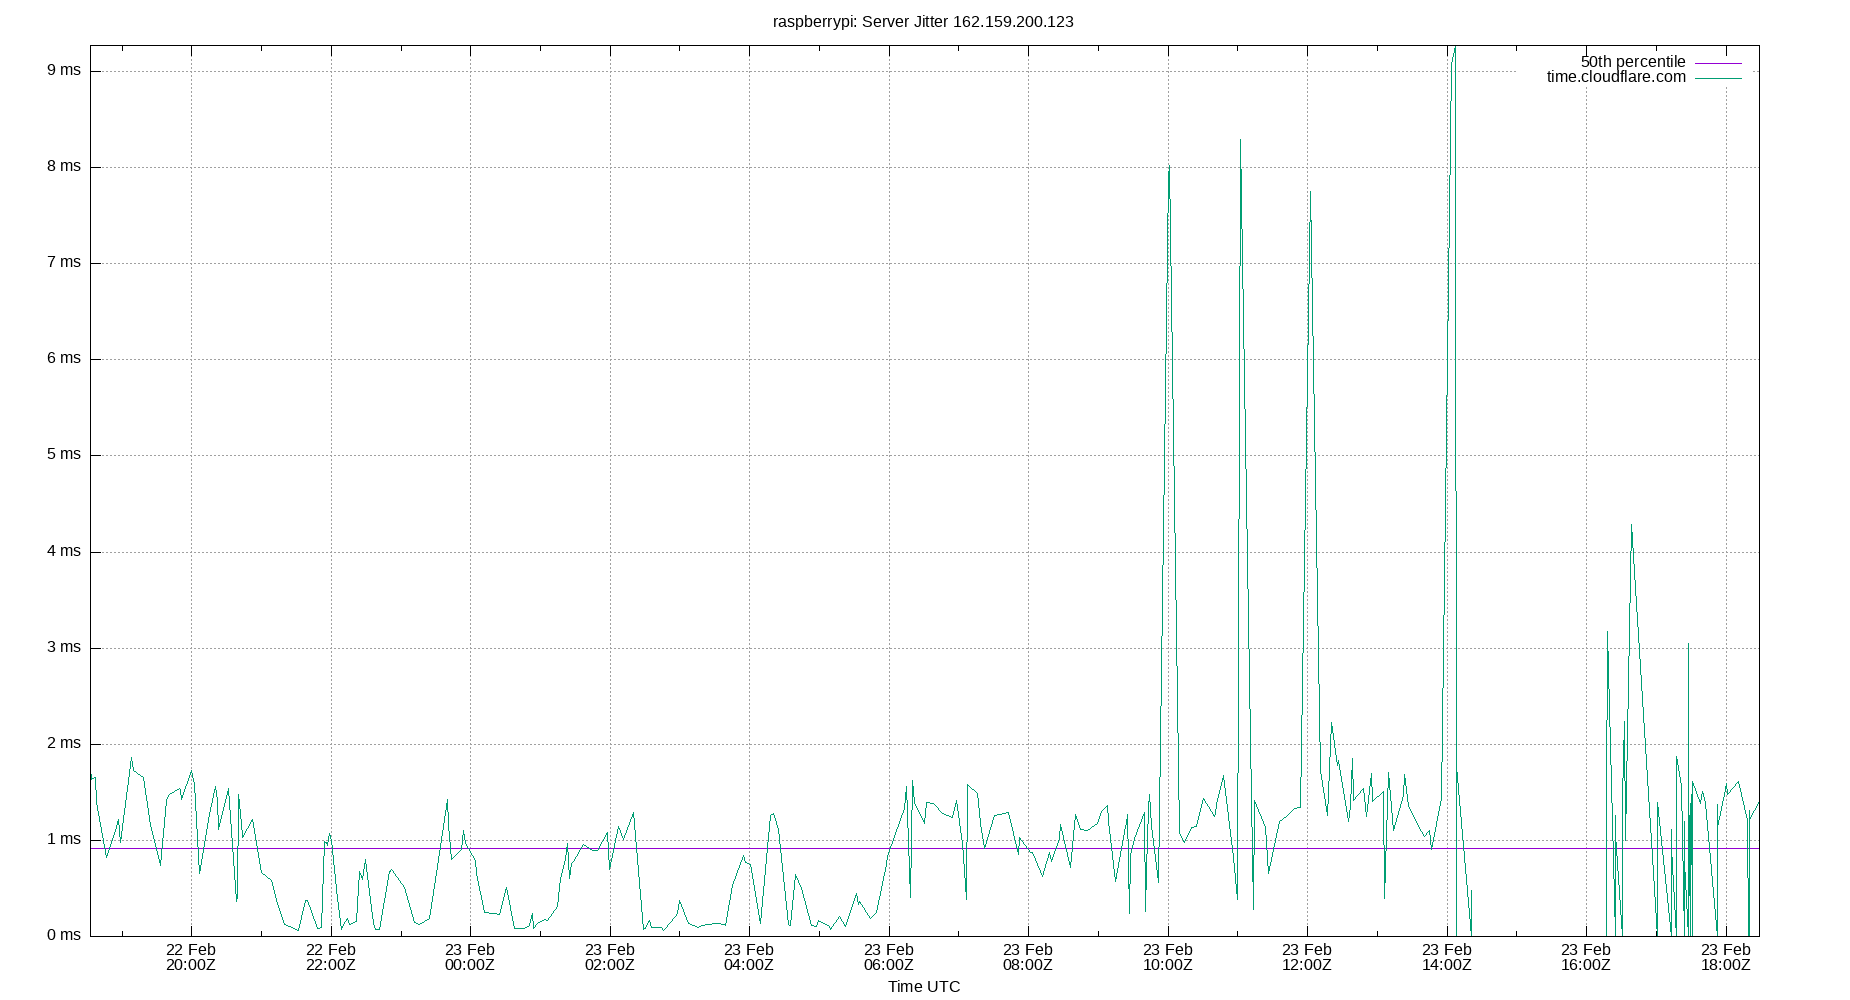 raspberrypi: Server Jitter 162.159.200.123
50th percentile
time.cloudflare.com
9 ms
8 ms
7 ms
6 ms
5 ms
4 ms
3 ms
2 ms
1 ms
0 ms
22 Feb 22 Feb 23 Feb 23 Feb 23 Feb 23 Feb 23 Feb 23 Feb 23 Feb 23 Feb 23 Feb 23 Feb
20:00Z 22:00Z 00:00Z 02:00Z 04:00Z 06:00Z 08:00Z 10:00Z 12:00Z 14:00Z 16:00Z 18:00Z
Time UTC